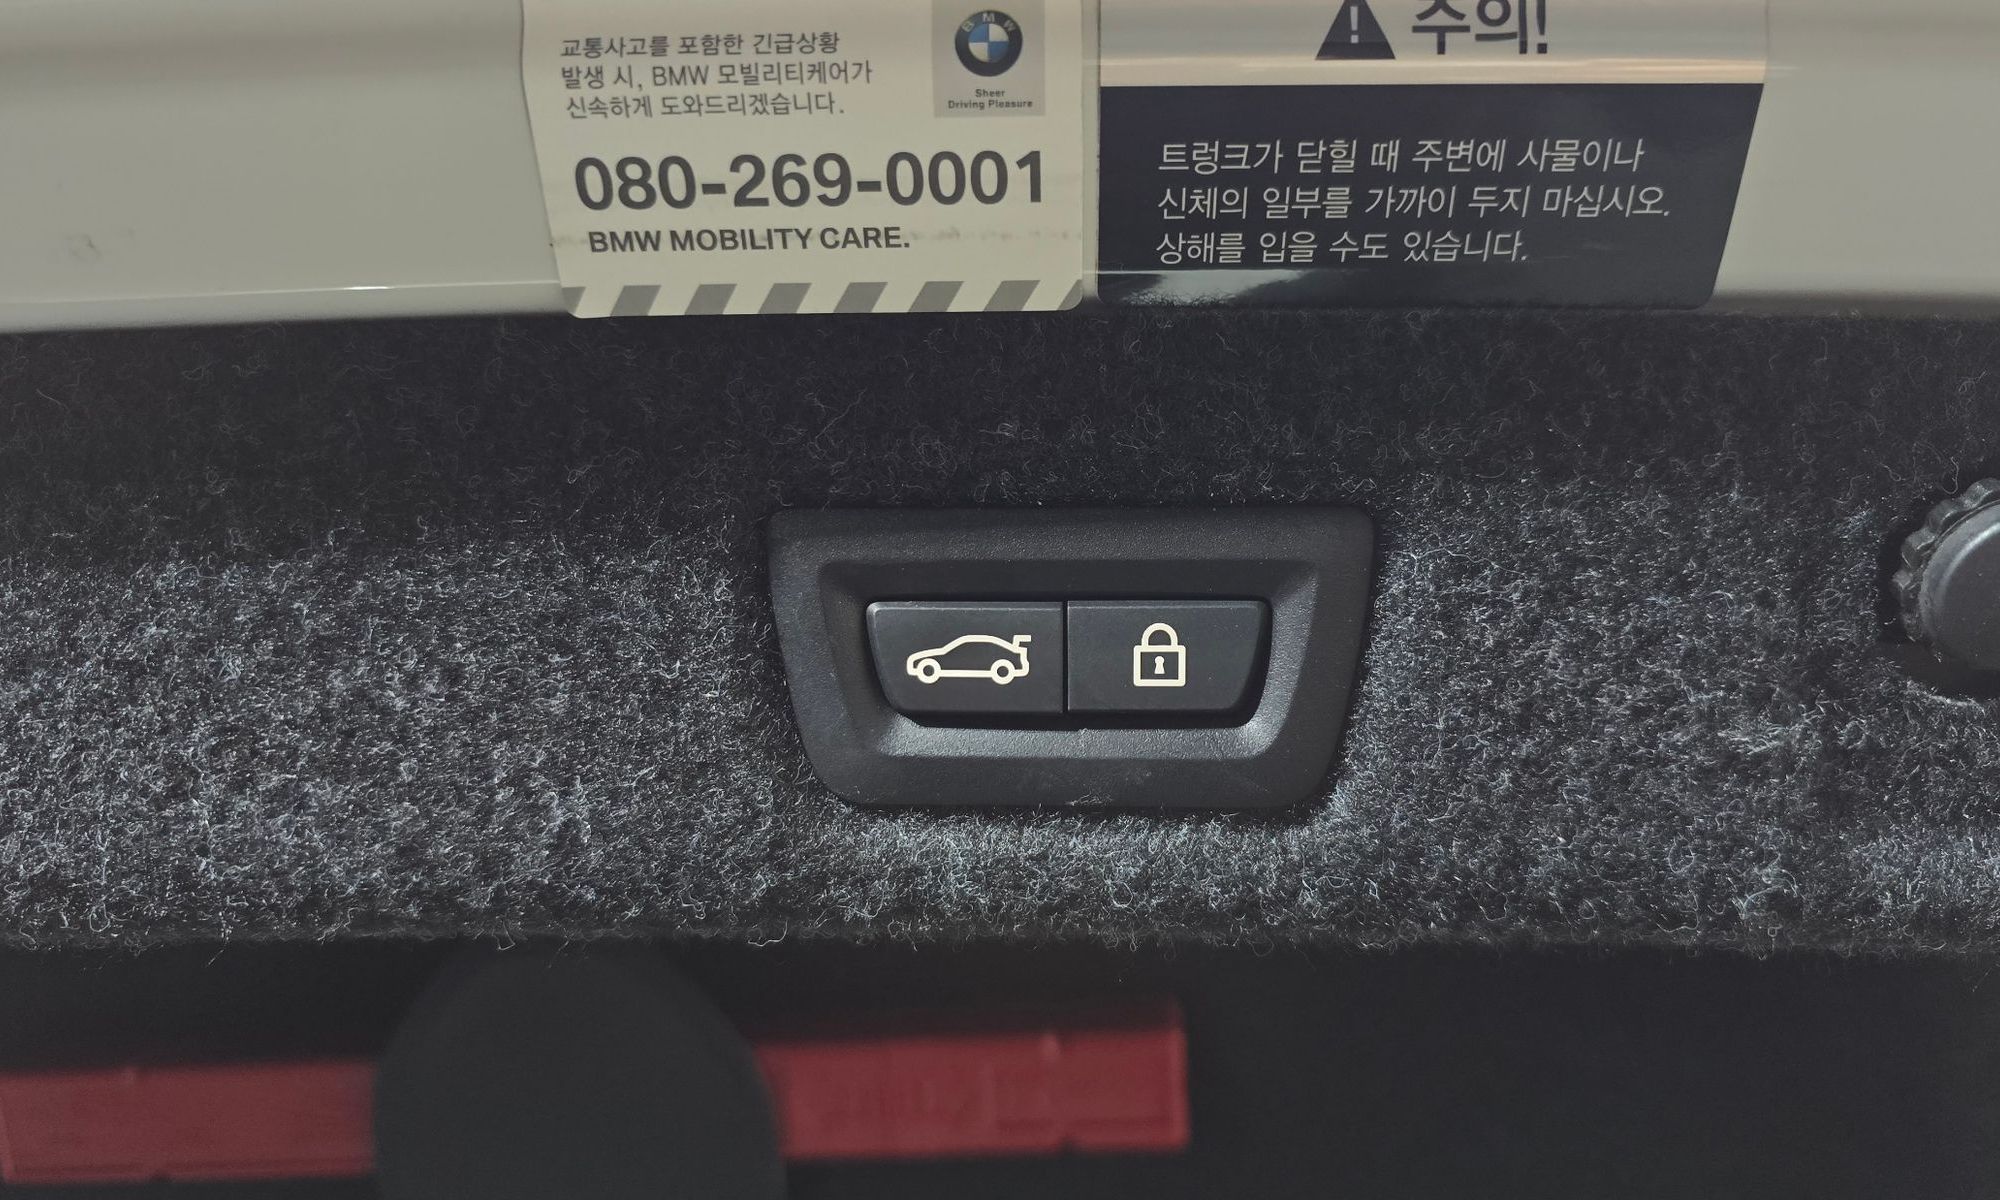 교통사고를 포함한 긴급상황
발생 시, BMW 모빌리티케어가
신속하게 도와드리겠습니다.
BMW
Sheer
Driving Pleasure
080-269-0001
BMW MOBILITY CARE.
주의!
트렁크가 닫힐 때 주변에 사물이나
신체의 일부를 가까이 두지 마십시오.
상해를 입을 수도 있습니다.